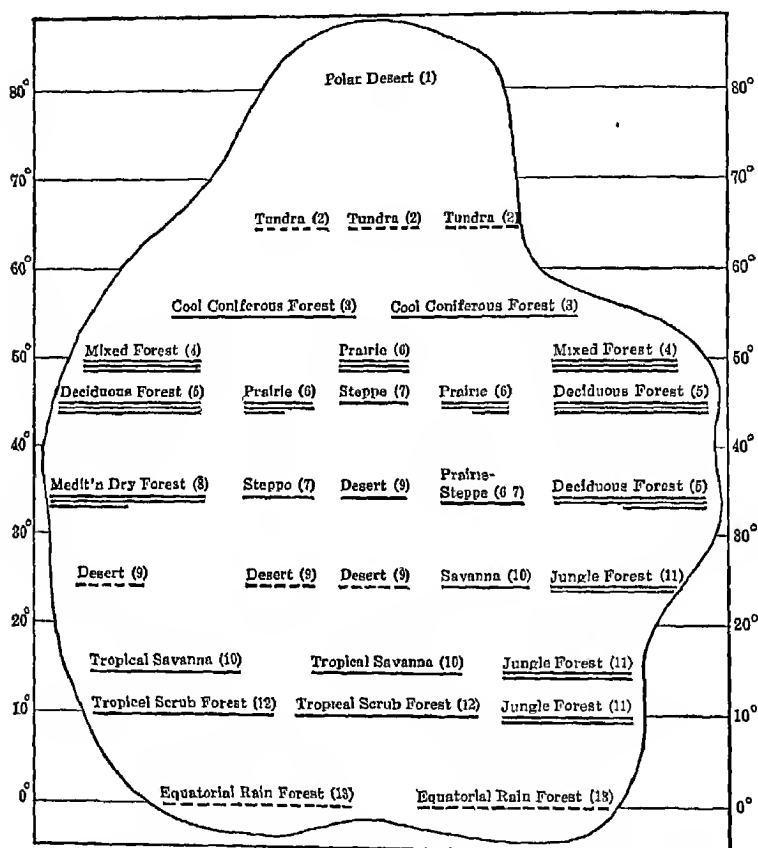 Polar Desert (1)
80° 80°
70° 70°
Tundra (2) Tundra (2) Tundra (2)
60° 60°
Cool Coniferous Forest (3) Cool Coniferous Forest (3)
50° Mixed Forest (4) Prairie (6) Mixed Forest (4) 50°
Deciduous Forest (5) Prairie (6) Steppe (7) Prairie (6) Deciduous Forest (5)
40° 40°
Prairie-
Medit'n Dry Forest (8) Steppe (7) Desert (9) Steppe (6 7) Deciduous Forest (5)
30° 30°
Desert (9) Desert (9) Desert (9) Savanna (10) Jungle Forest (11)
20° 20°
Tropical Savanna (10) Tropical Savanna (10) Jungle Forest (11)
10° Tropical Scrub Forest (12) Tropical Scrub Forest (12) Jungle Forest (11) 10°
0° Equatorial Rain Forest (13) Equatorial Rain Forest (13) 0°